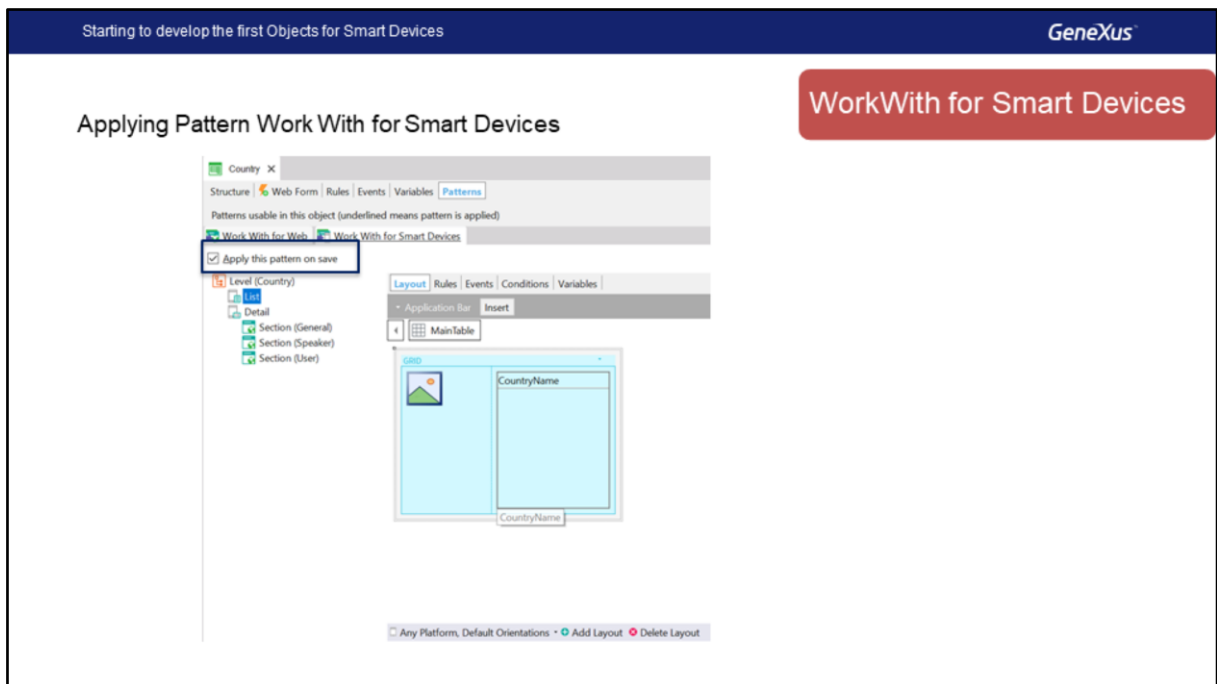 Starting to develop the first Objects for Smart Devices
GeneXus
WorkWith for Smart Devices
Applying Pattern Work With for Smart Devices
Country X
Structure Web Form Rules Events Variables Patterns
Patterns usable in this object (underlined means pattern is applied)
Work With for Web Work With for Smart Devices
Apply this pattern on save
Level (Country)
List
Detail
Section (General)
Section (Speaker)
Section (User)
Layout Rules Events Conditions Variables
Application Bar Insert
MainTable
GRID
CountryName
CountryName
Any Platform, Default Orientations Add Layout Delete Layout